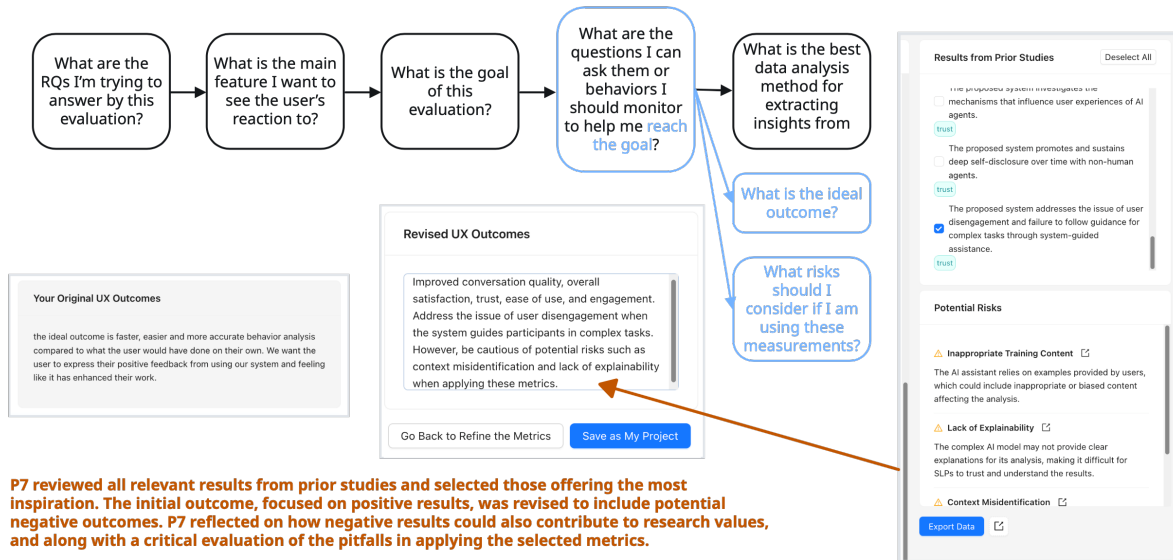 What are the
RQs I'm trying to
answer by this
evaluation?
What is the main
feature I want to
see the user's
reaction to?
What is the goal
of this
evaluation?
What are the
questions I can
ask them or
behaviors I
should monitor
to help me reach
the goal?
What is the best
data analysis
method for
extracting
insights from
What is the ideal
outcome?
What risks
should I
consider if I am
using these
measurements?
Your Original UX Outcomes
the ideal outcome is faster, easier and more accurate behavior analysis
compared to what the user would have done on their own. We want the
user to express their positive feedback from using our system and feeling
like it has enhanced their work.
Revised UX Outcomes
Improved conversation quality, overall
satisfaction, trust, ease of use, and engagement.
Address the issue of user disengagement when
the system guides participants in complex tasks.
However, be cautious of potential risks such as
context misidentification and lack of explainability
when applying these metrics.
Go Back to Refine the Metrics
Save as My Project
P7 reviewed all relevant results from prior studies and selected those offering the most
inspiration. The initial outcome, focused on positive results, was revised to include potential
negative outcomes. P7 reflected on how negative results could also contribute to research values,
and along with a critical evaluation of the pitfalls in applying the selected metrics.
Results from Prior Studies
Deselect All
The proposed system investigates the
mechanisms that influence user experiences of AI
agents.
trust
The proposed system promotes and sustains
deep self-disclosure over time with non-human
agents.
trust
The proposed system addresses the issue of user
disengagement and failure to follow guidance for
complex tasks through system-guided
assistance.
trust
Potential Risks
Inappropriate Training Content
The AI assistant relies on examples provided by users,
which could include inappropriate or biased content
affecting the analysis.
Lack of Explainability
The complex AI model may not provide clear
explanations for its analysis, making it difficult for
SLPs to trust and understand the results.
Context Misidentification
Export Data